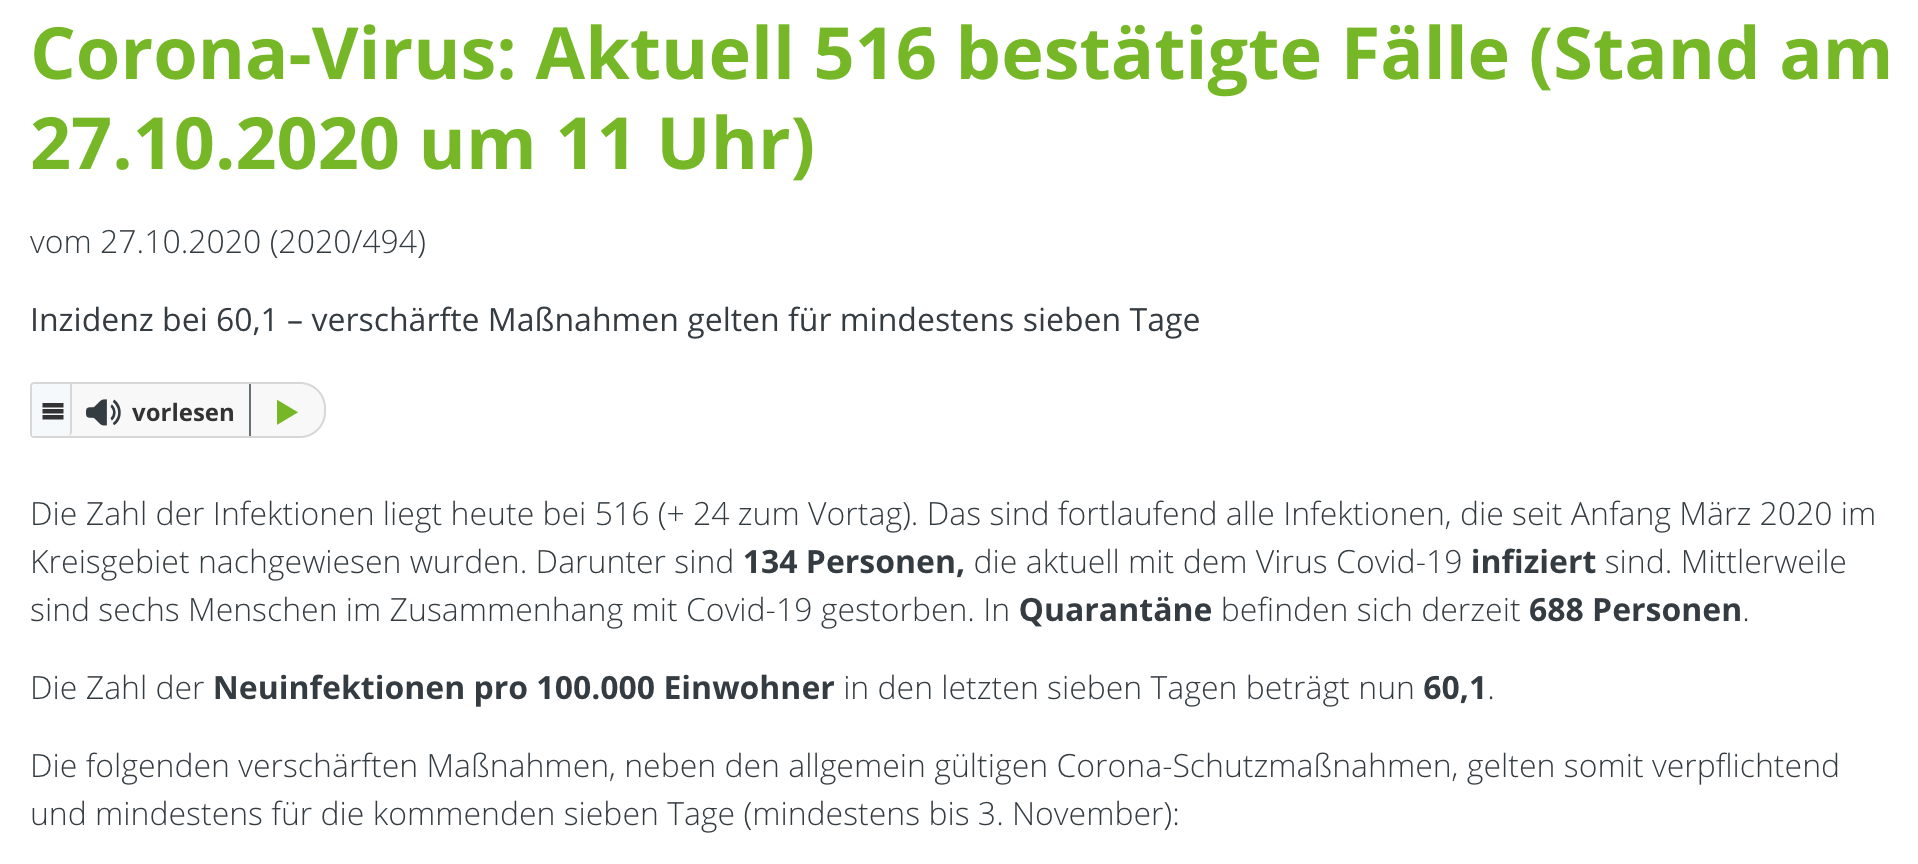 Corona-Virus: Aktuell 516 bestätigte Fälle (Stand am
27.10.2020 um 11 Uhr)
vom 27.10.2020 (2020/494)
Inzidenz bei 60,1 – verschärfte Maßnahmen gelten für mindestens sieben Tage
vorlesen
Die Zahl der Infektionen liegt heute bei 516 (+ 24 zum Vortag). Das sind fortlaufend alle Infektionen, die seit Anfang März 2020 im
Kreisgebiet nachgewiesen wurden. Darunter sind 134 Personen, die aktuell mit dem Virus Covid-19 infiziert sind. Mittlerweile
sind sechs Menschen im Zusammenhang mit Covid-19 gestorben. In Quarantäne befinden sich derzeit 688 Personen.
Die Zahl der Neuinfektionen pro 100.000 Einwohner in den letzten sieben Tagen beträgt nun 60,1.
Die folgenden verschärften Maßnahmen, neben den allgemein gültigen Corona-Schutzmaßnahmen, gelten somit verpflichtend
und mindestens für die kommenden sieben Tage (mindestens bis 3. November):